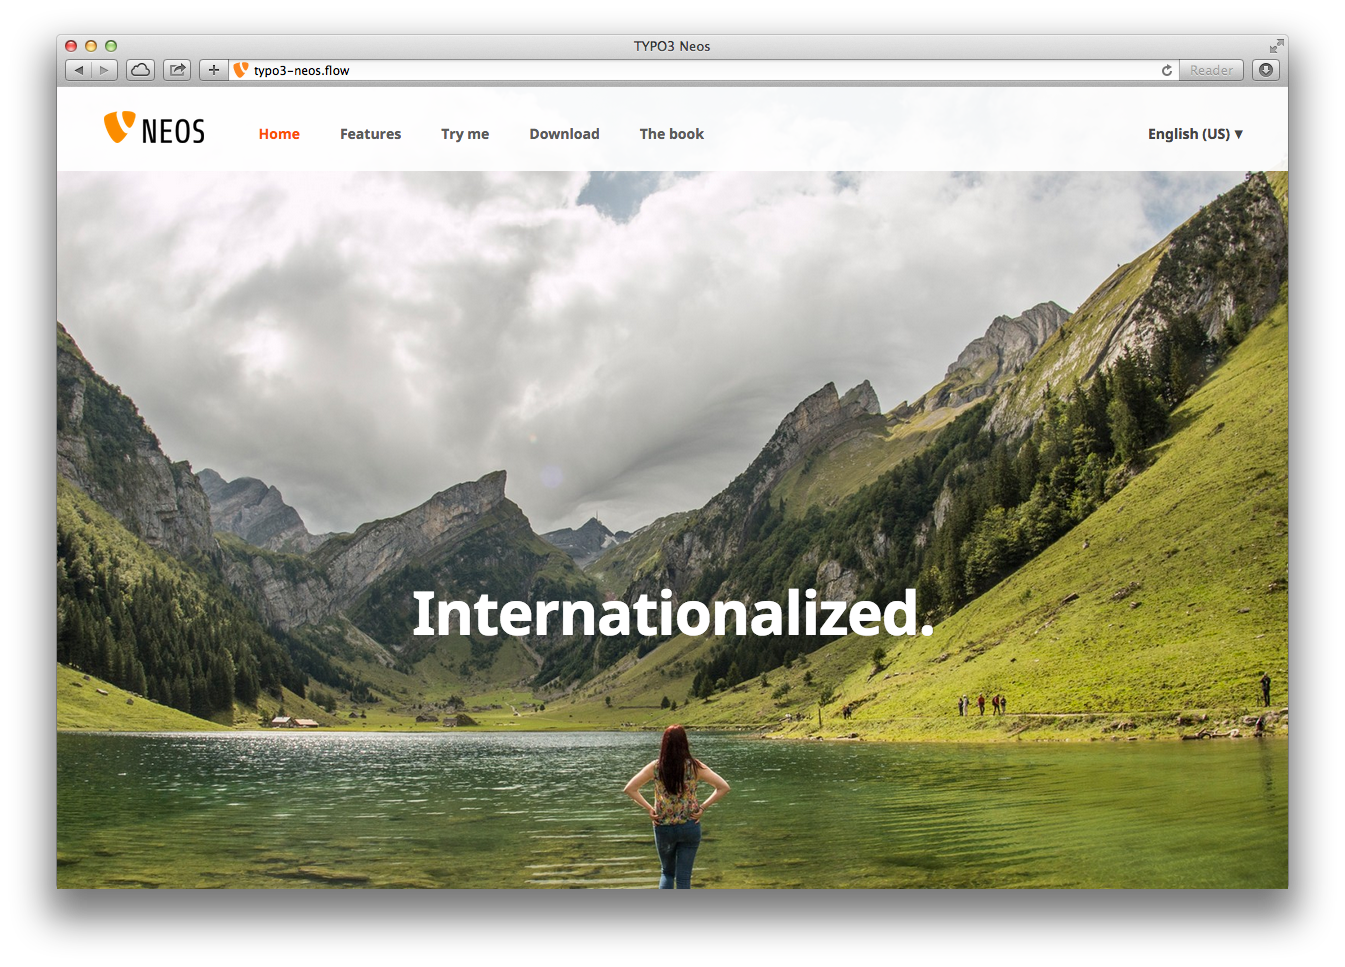 TYPO3 Neos
typo3-neos.flow
Reader
NEOS
Home
Features
Try me
Download
The book
English (US) ▼
Internationalized.